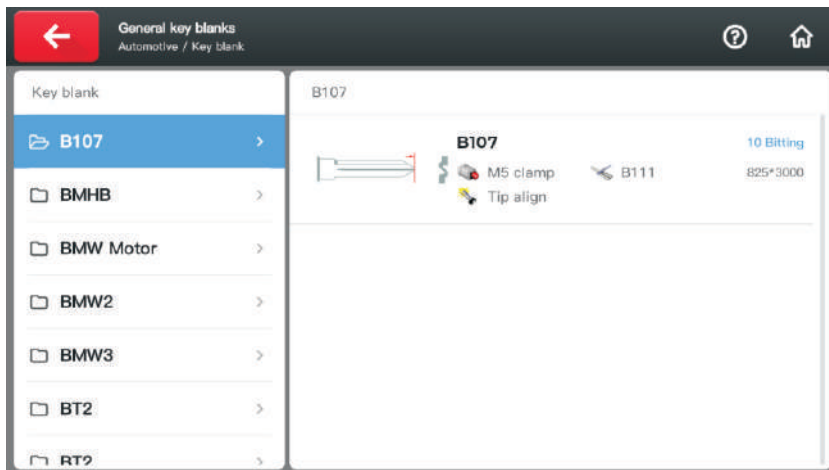 General key blanks
Automotive / Key blank
Key blank
B107
BMHB
BMW Motor
BMW2
BMW3
BT2
BT2
B107
B107
10 Bitting
M5 clamp
B111
825*3000
Tip align